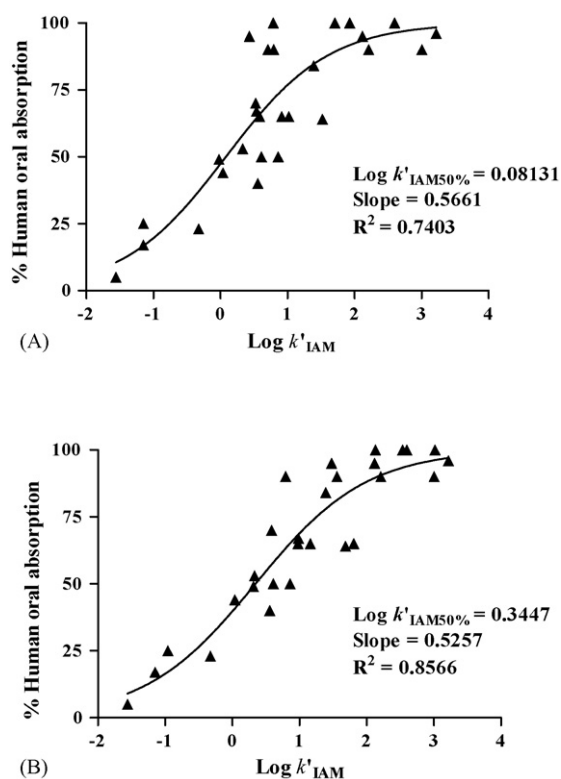 % Human oral absorption
100
75
50
25
0
Log k'IAM50% = 0.08131
Slope = 0.5661
R² = 0.7403
-2 -1 0 1 2 3 4
(A) Log k'IAM
% Human oral absorption
100
75
50
25
0
Log k'IAM50% = 0.3447
Slope = 0.5257
R² = 0.8566
-2 -1 0 1 2 3 4
(B) Log k'IAM